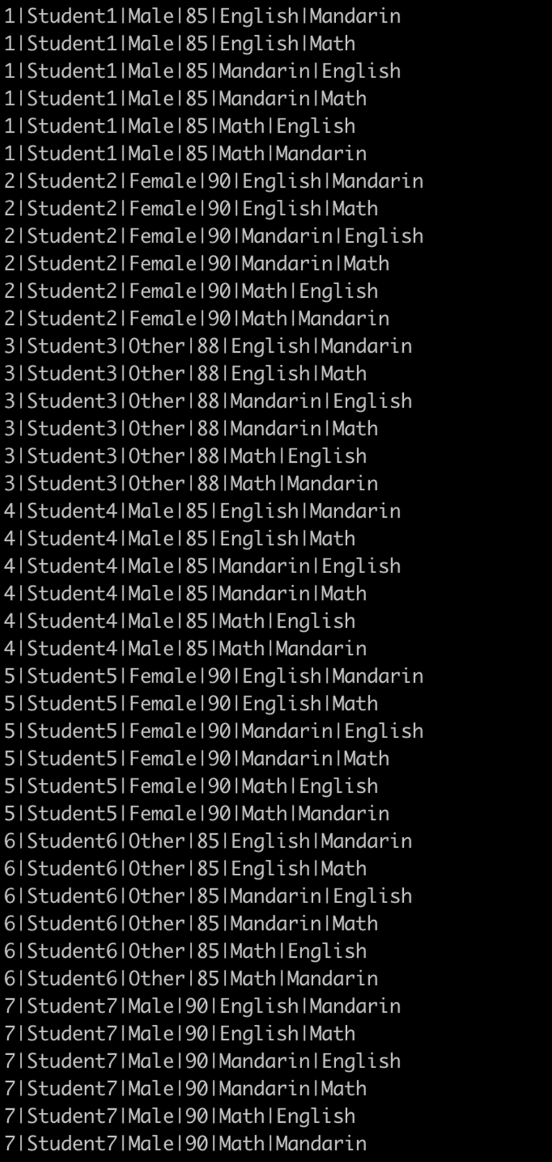 1|Student1|Male|85|English|Mandarin
1|Student1|Male|85|English|Math
1|Student1|Male|85|Mandarin|English
1|Student1|Male|85|Mandarin|Math
1|Student1|Male|85|Math|English
1|Student1|Male|85|Math|Mandarin
2|Student2|Female|90|English|Mandarin
2|Student2|Female|90|English|Math
2|Student2|Female|90|Mandarin|English
2|Student2|Female|90|Mandarin|Math
2|Student2|Female|90|Math|English
2|Student2|Female|90|Math|Mandarin
3|Student3|Other|88|English|Mandarin
3|Student3|Other|88|English|Math
3|Student3|Other|88|Mandarin|English
3|Student3|Other|88|Mandarin|Math
3|Student3|Other|88|Math|English
3|Student3|Other|88|Math|Mandarin
4|Student4|Male|85|English|Mandarin
4|Student4|Male|85|English|Math
4|Student4|Male|85|Mandarin|English
4|Student4|Male|85|Mandarin|Math
4|Student4|Male|85|Math|English
4|Student4|Male|85|Math|Mandarin
5|Student5|Female|90|English|Mandarin
5|Student5|Female|90|English|Math
5|Student5|Female|90|Mandarin|English
5|Student5|Female|90|Mandarin|Math
5|Student5|Female|90|Math|English
5|Student5|Female|90|Math|Mandarin
6|Student6|Other|85|English|Mandarin
6|Student6|Other|85|English|Math
6|Student6|Other|85|Mandarin|English
6|Student6|Other|85|Mandarin|Math
6|Student6|Other|85|Math|English
6|Student6|Other|85|Math|Mandarin
7|Student7|Male|90|English|Mandarin
7|Student7|Male|90|English|Math
7|Student7|Male|90|Mandarin|English
7|Student7|Male|90|Mandarin|Math
7|Student7|Male|90|Math|English
7|Student7|Male|90|Math|Mandarin